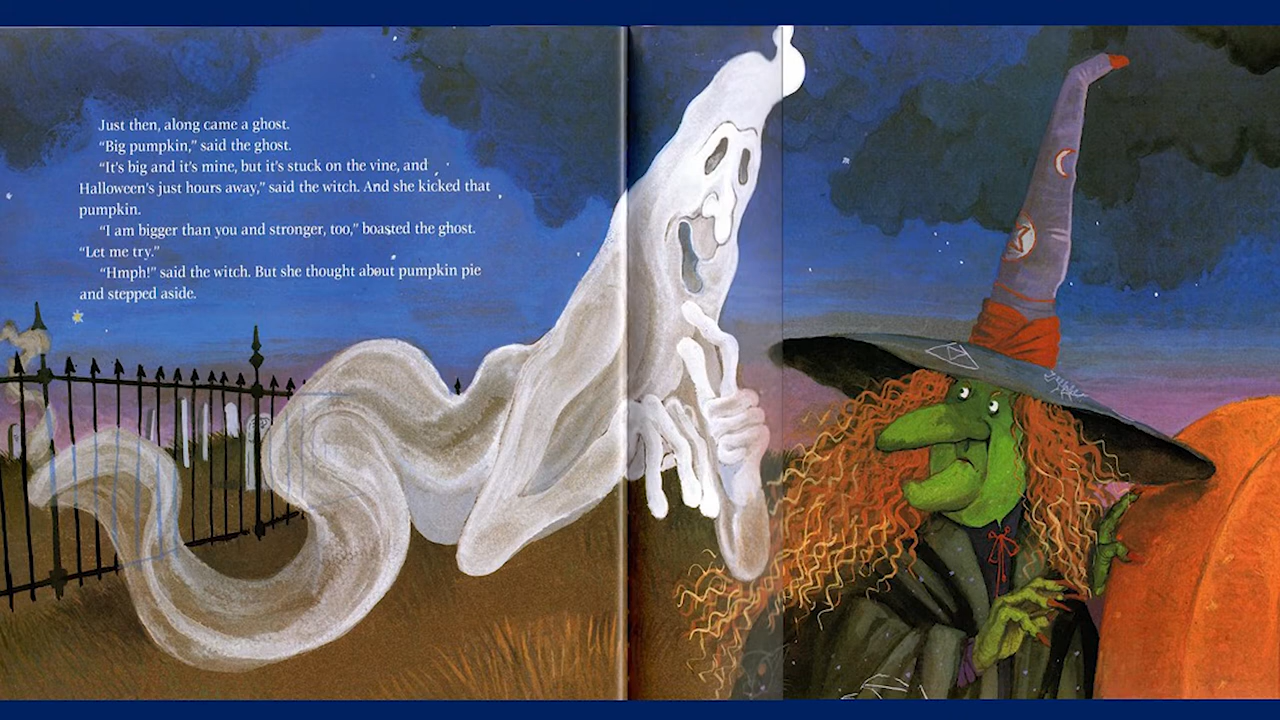 Just then, along came a ghost.
“Big pumpkin,” said the ghost.
“It’s big and it’s mine, but it’s stuck on the vine, and
Halloween’s just hours away,” said the witch. And she kicked that
pumpkin.
“I am bigger than you and stronger, too,” boasted the ghost.
“Let me try.”
“Hmph!” said the witch. But she thought about pumpkin pie
and stepped aside.